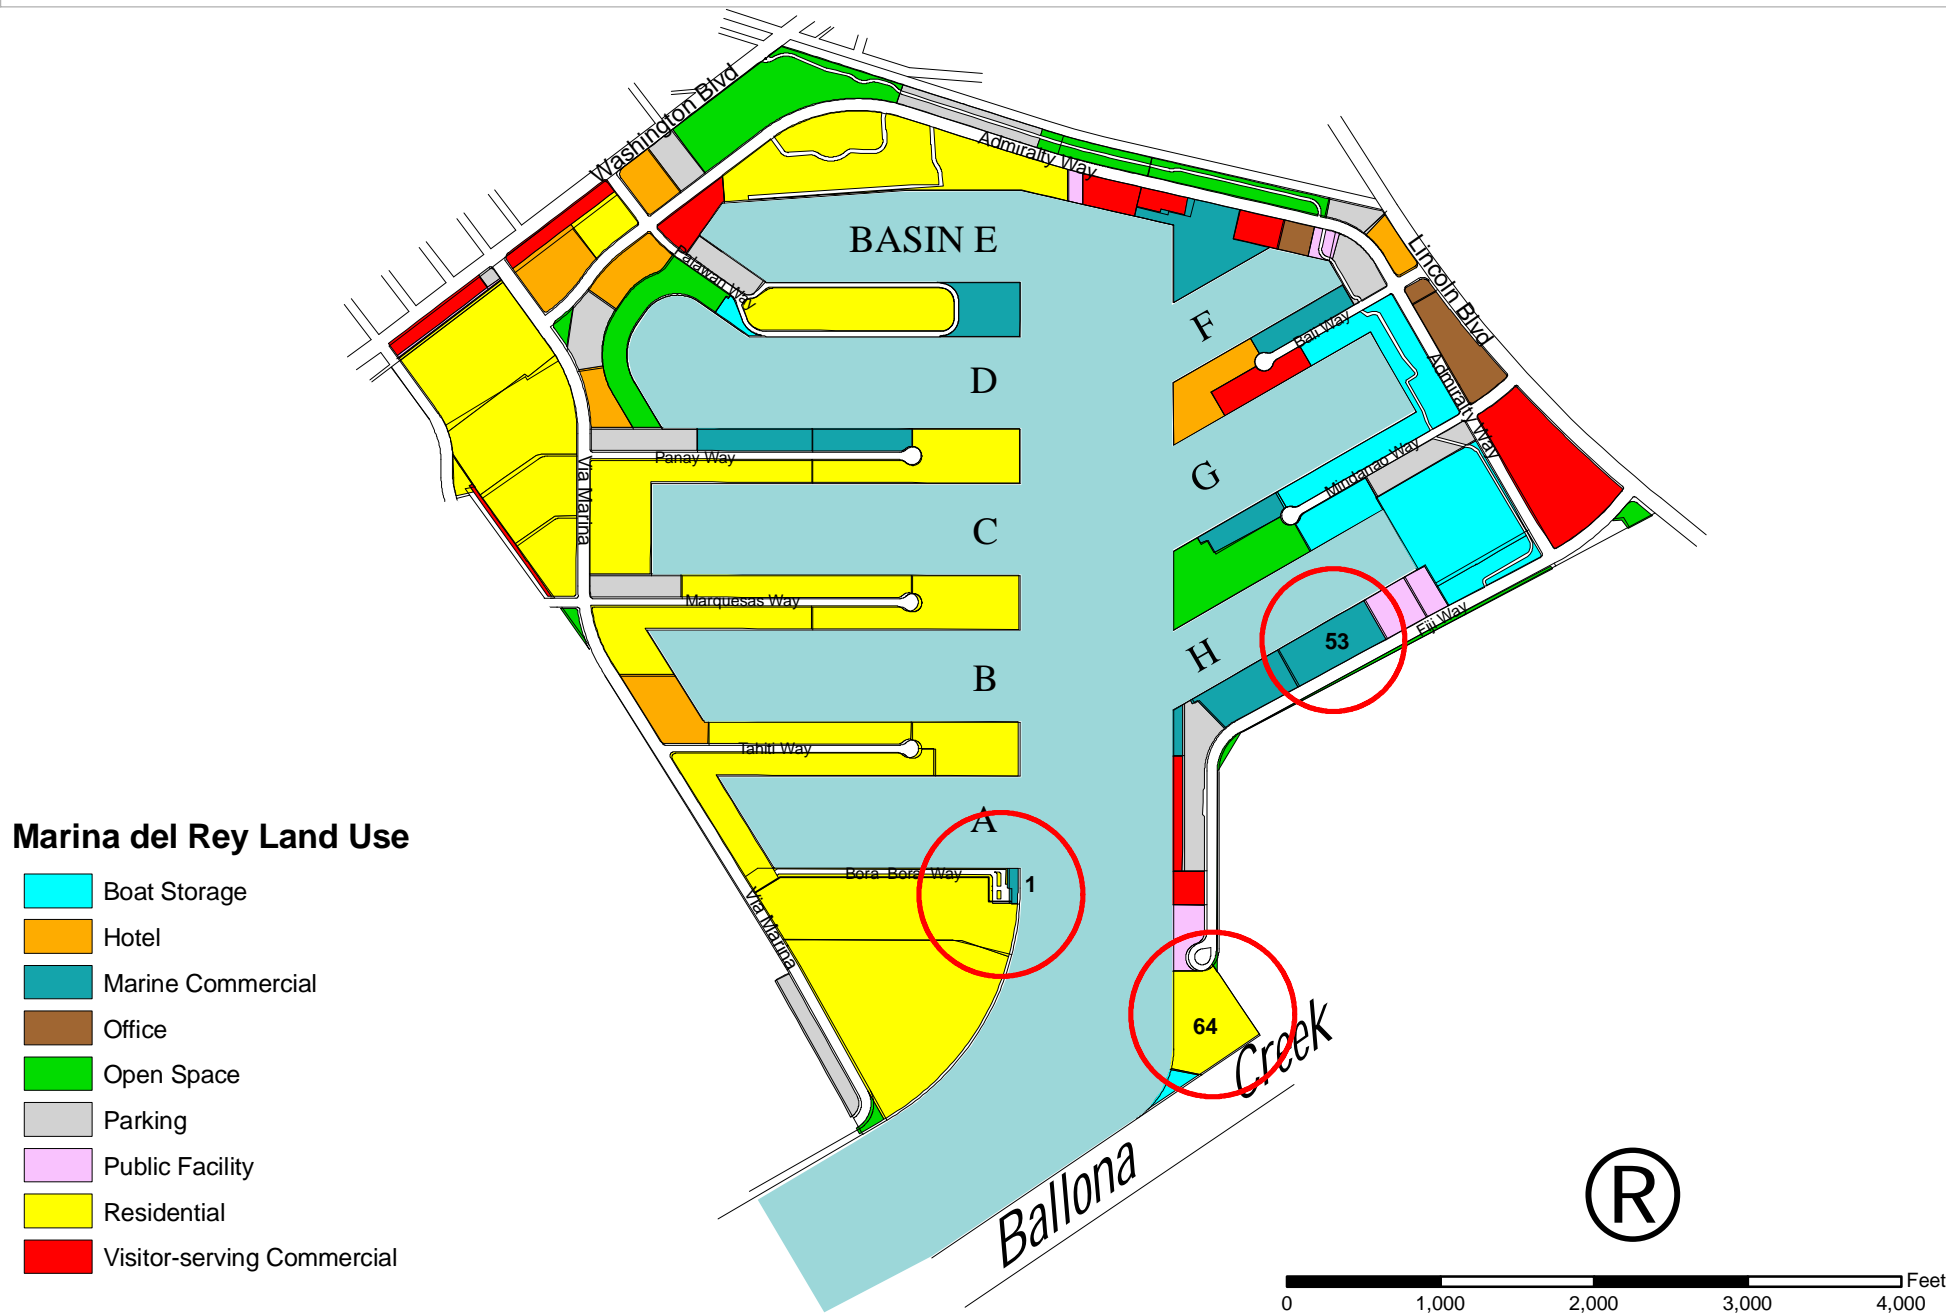 Washington Blvd
Admiralty Way
BASIN E
Palawan Way
Lincoln Blvd
F
Bali Way
D
Admiralty Way
Panay Way
Via Marina
G
Mindanao Way
C
Marquesas Way
Fiji Way
53
H
B
Tahiti Way
A
Bora Bora Way
1
Via Marina
64
Ballona Creek
Marina del Rey Land Use
Boat Storage
Hotel
Marine Commercial
Office
Open Space
Parking
Public Facility
Residential
Visitor-serving Commercial
®
Feet
0 1,000 2,000 3,000 4,000